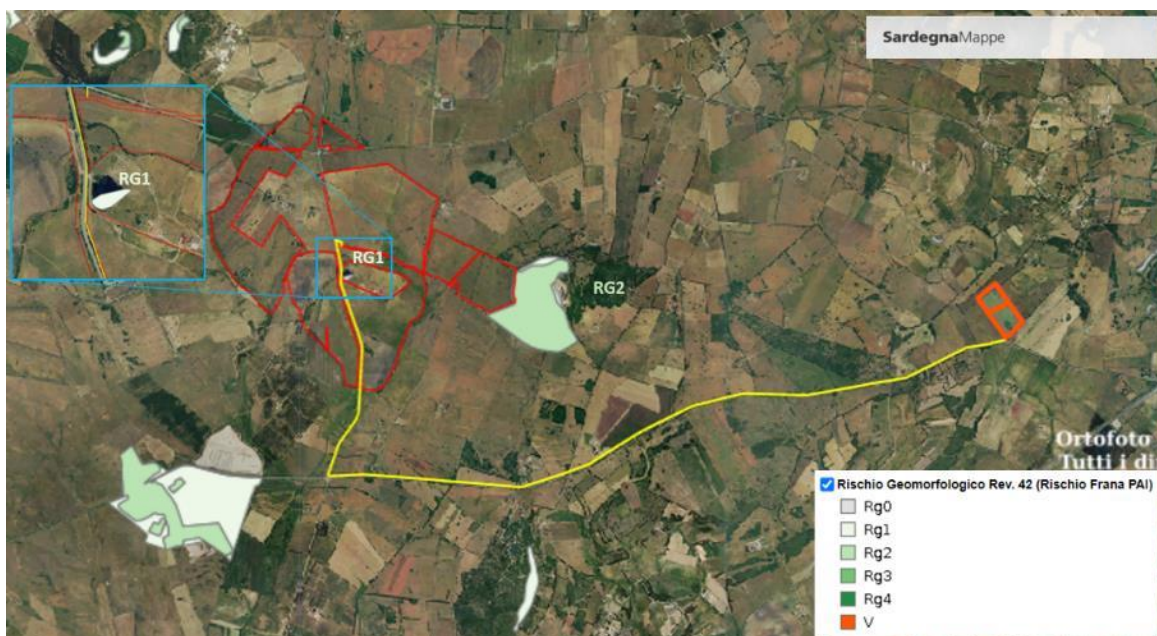 SardegnaMappe
RG1
RG1
RG2
Ortofoto
Tutti i di
Rischio Geomorfologico Rev. 42 (Rischio Frana PAI)
Rg0
Rg1
Rg2
Rg3
Rg4
V